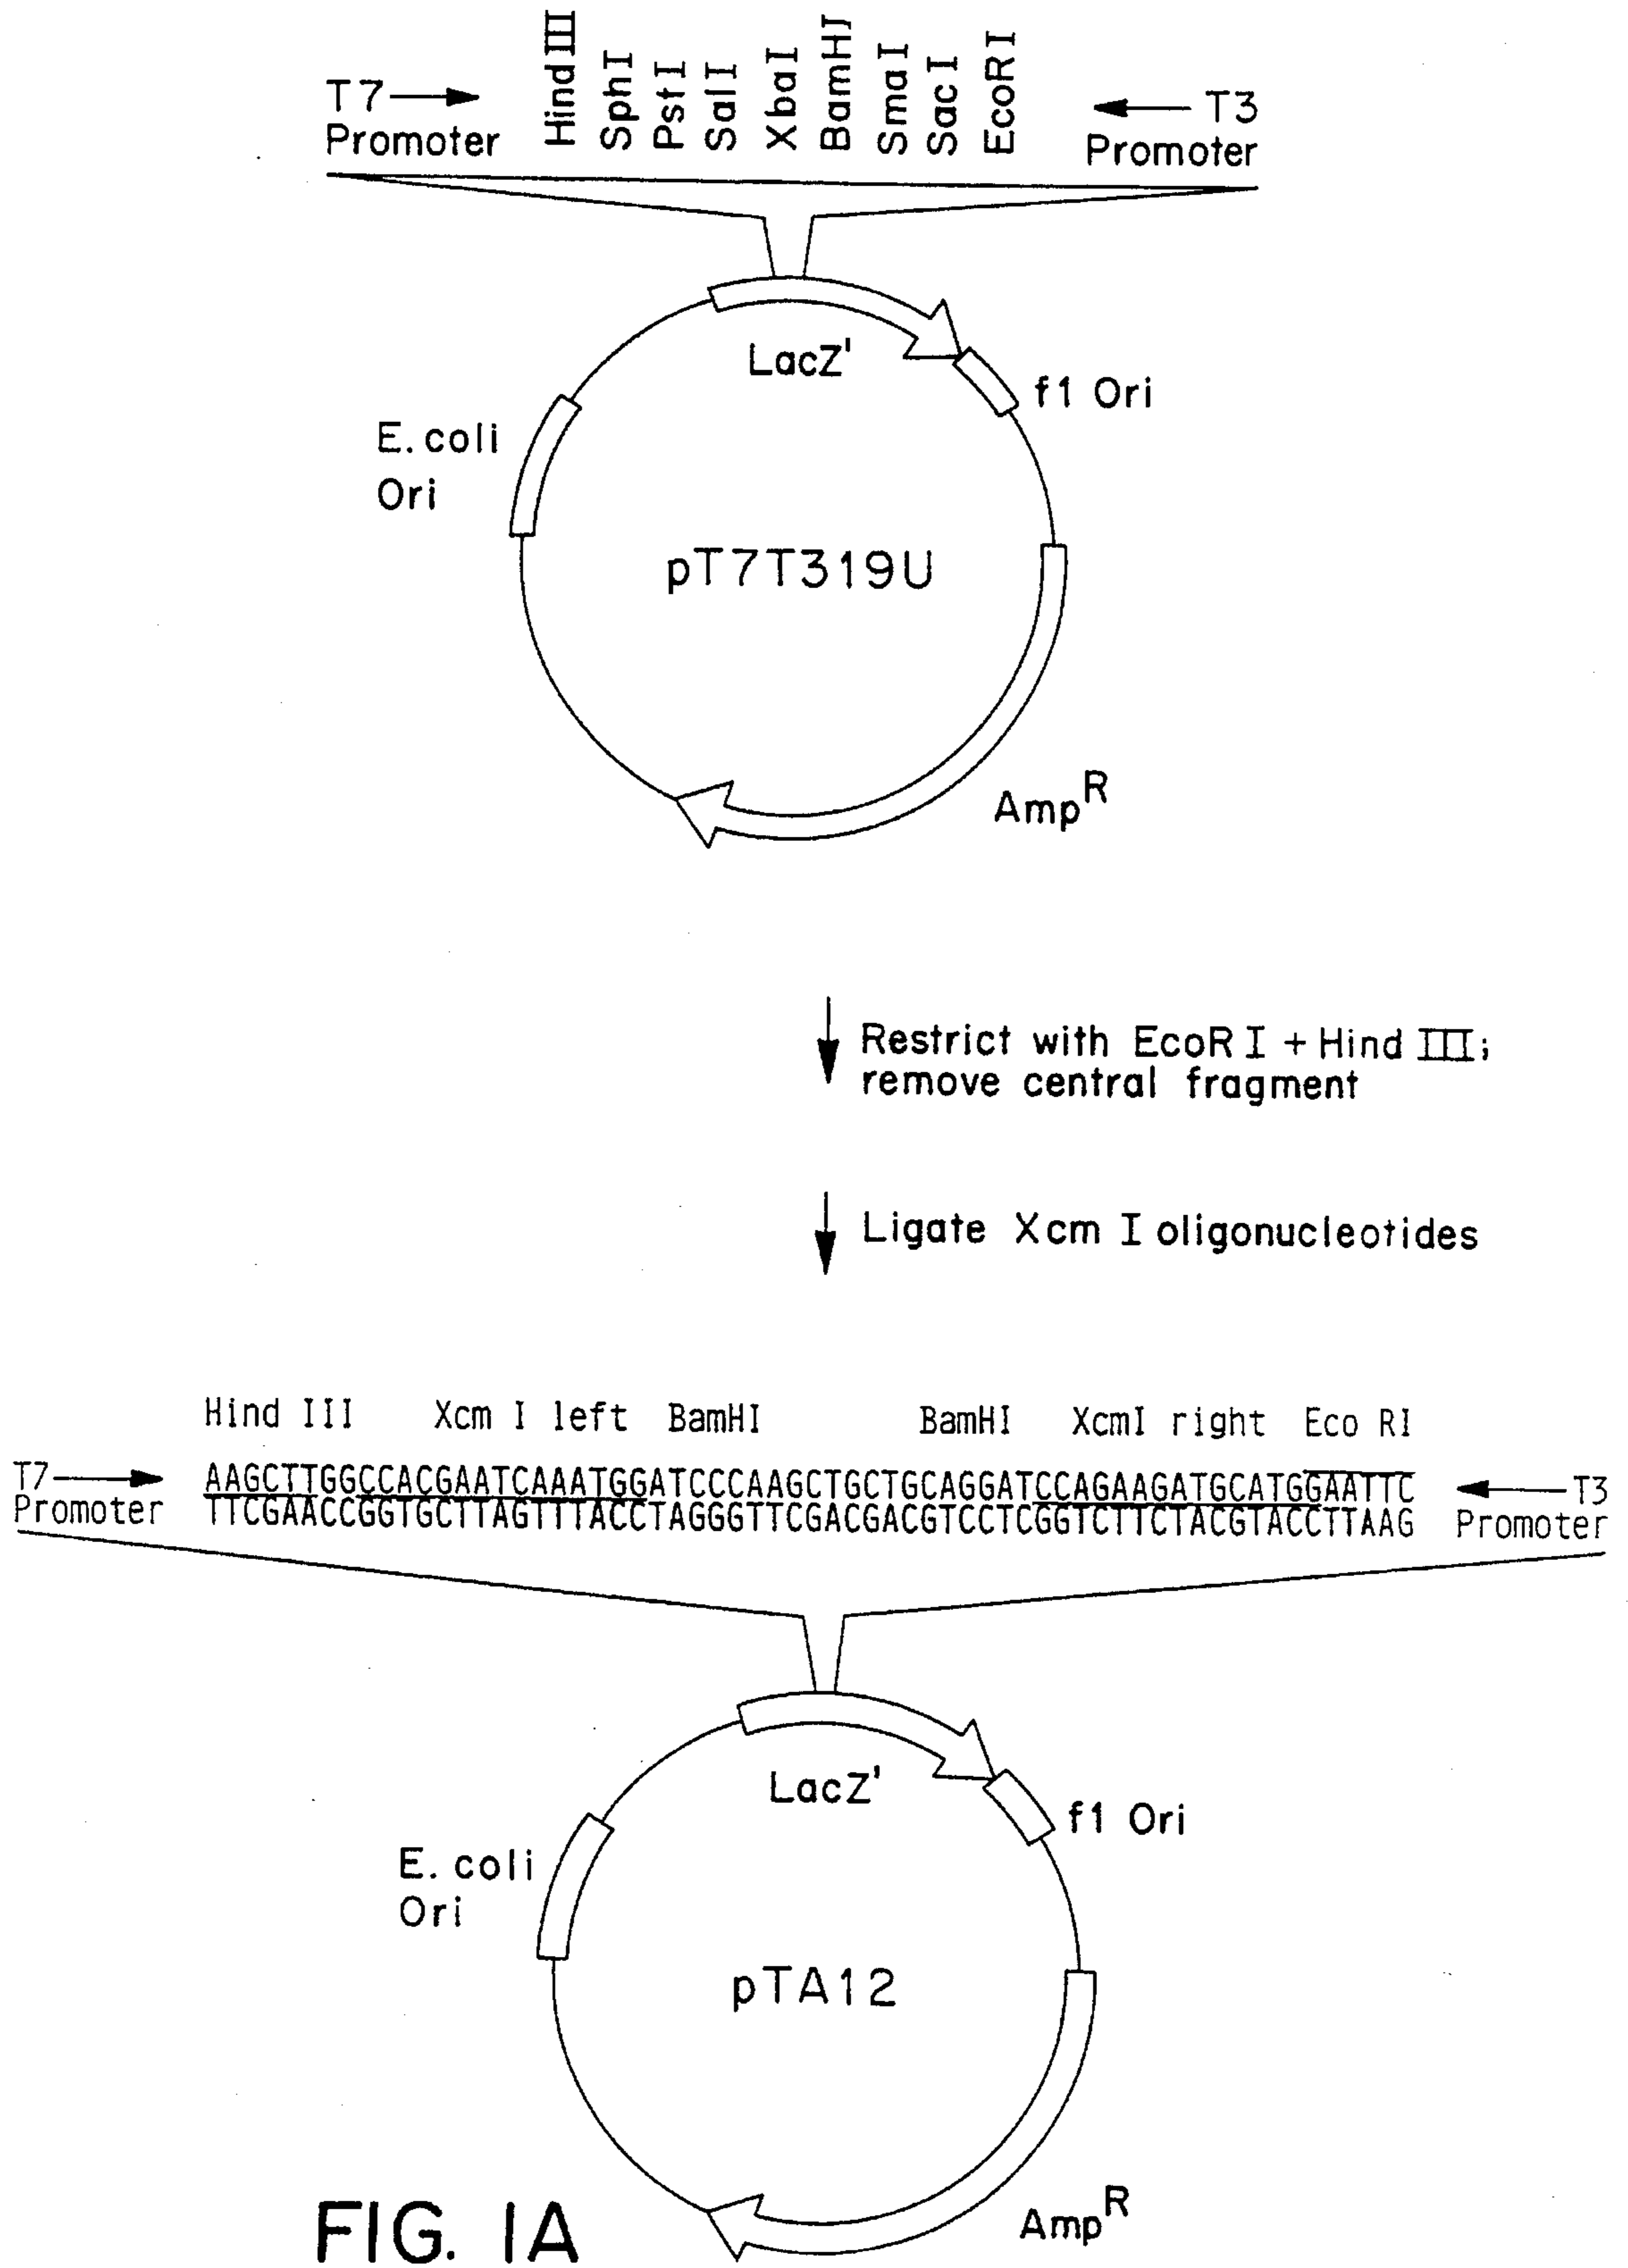 Hind III
SphI
PstI
SalI
XbaI
BamHI
SmaI
SacI
EcoRI
T7
Promoter
T3
Promoter
LacZ'
f1 Ori
E. coli
Ori
pT7T319U
Amp^R
Restrict with EcoR I + Hind III;
remove central fragment
Ligate Xcm I oligonucleotides
Hind III Xcm I left BamHI BamHI XcmI right Eco RI
T7
Promoter
AAGCTTGGCCACGAATCAAATGGATCCCAAGCTGCTGCAGGATCCAGAAGATGCATGGAATTC
TTCGAACCGGTGCTTAGTTTACCTAGGGTTCGACGACGTCCTCGGTCTTCTACGTACCTTAAG
T3
Promoter
LacZ'
f1 Ori
E. coli
Ori
pTA12
Amp^R
FIG. 1A